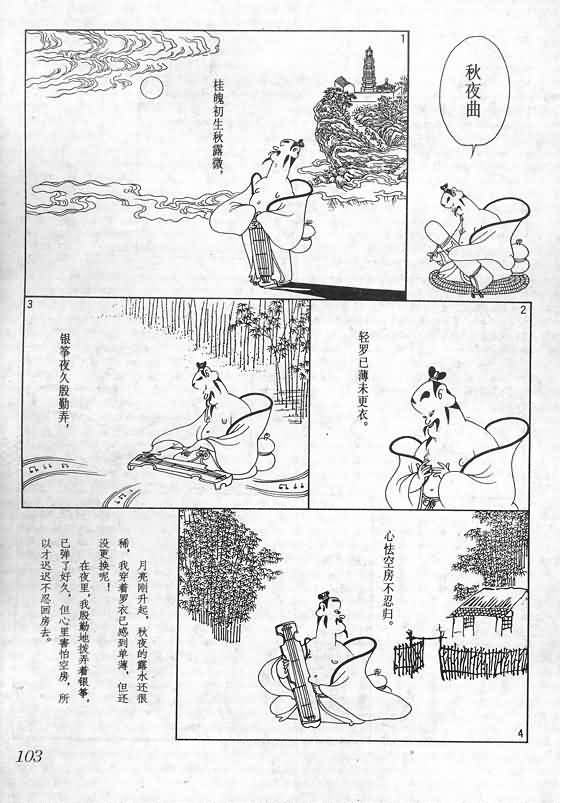 秋夜曲
1
桂魄初生秋露微，
2
轻罗已薄未更衣。
3
银筝夜久殷勤弄，
心怯空房不忍归。
4
月亮刚升起，秋夜的露水还很
稀，我穿着罗衣已感到单薄，但还
没更换呢！
在夜里，我殷勤地拨弄着银筝，
已弹了好久，但心里害怕空房，所
以才迟迟不忍回房去。
103